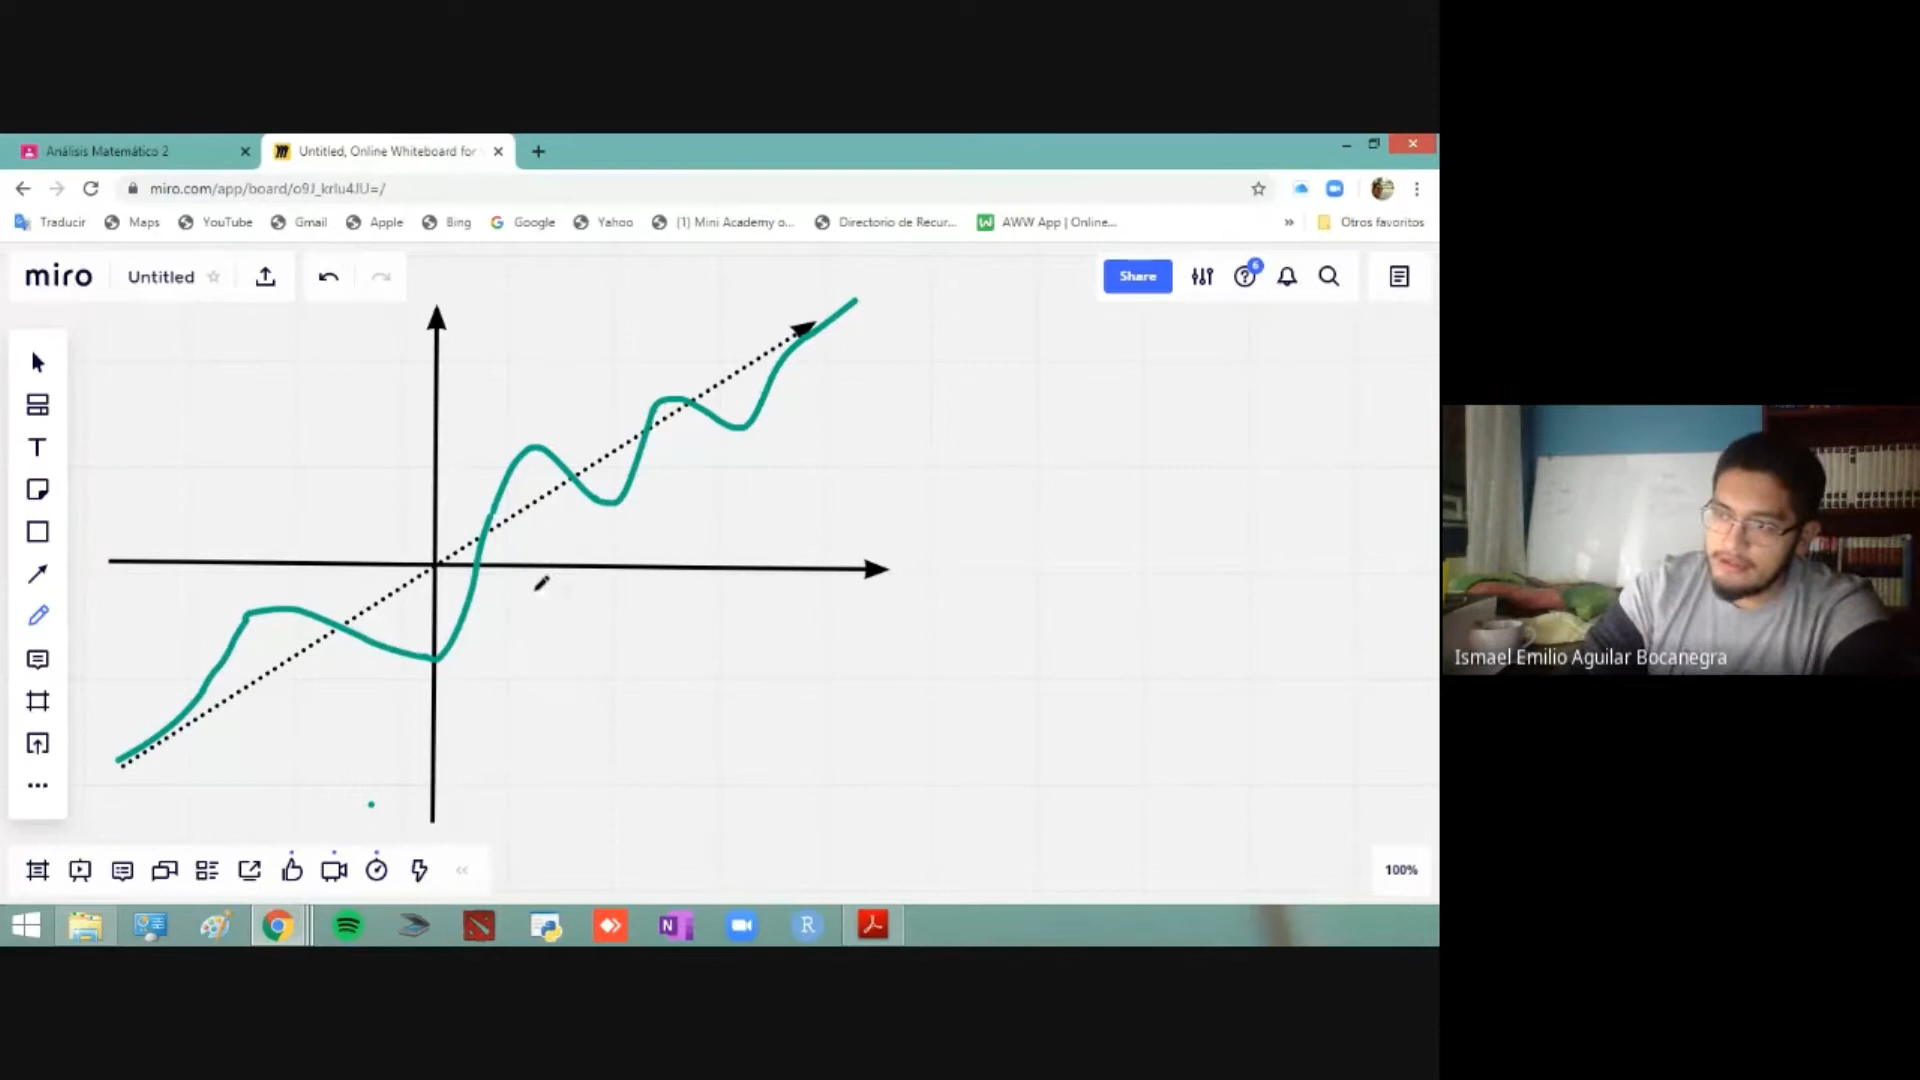 Análisis Matemático 2
Untitled, Online Whiteboard for
miro.com/app/board/o9J_krlu4JU=/
Traducir Maps YouTube Gmail Apple Bing Google Yahoo (1) Mini Academy o... Directorio de Recur... AWW App | Online... » Otros favoritos
miro Untitled Share 6
T
Ismael Emilio Aguilar Bocanegra
100%
N R